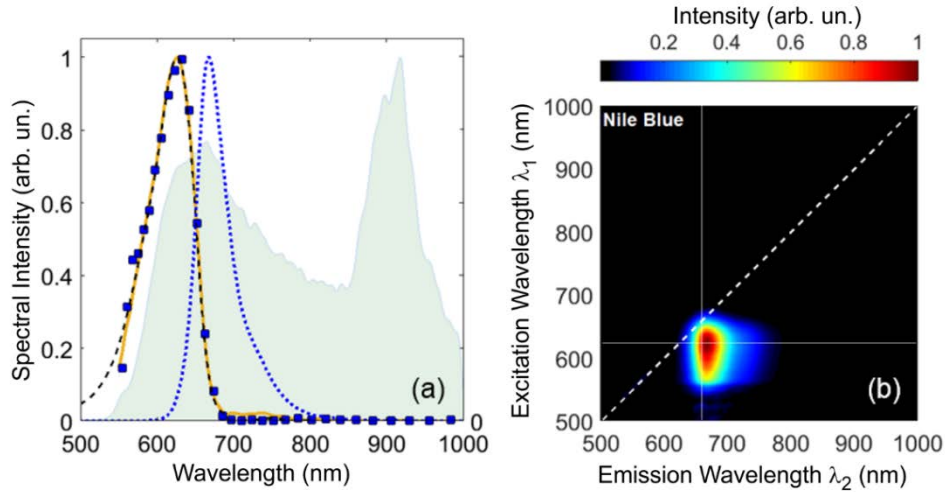 Spectral Intensity (arb. un.)
1
0.8
0.6
0.4
0.2
0
0
500 600 700 800 900 1000
Wavelength (nm)
(a)
Intensity (arb. un.)
0.2 0.4 0.6 0.8 1
(b)
Nile Blue
Excitation Wavelength λ1 (nm)
1000
900
800
700
600
500
500 600 700 800 900 1000
Emission Wavelength λ2 (nm)
(b)